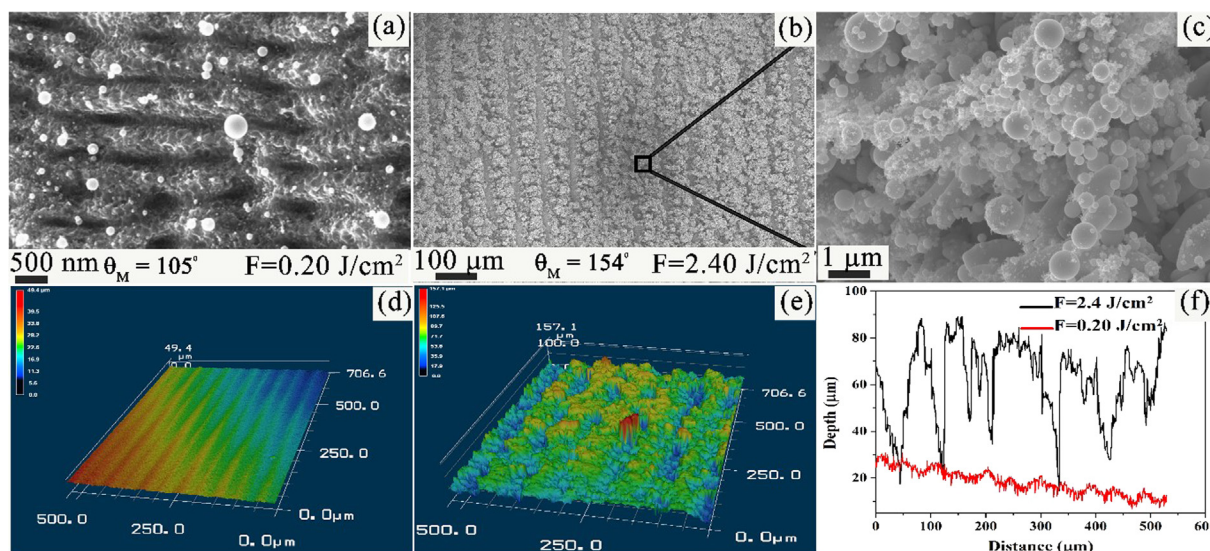 (a)
(b)
(c)
500 nm θM = 105° F=0.20 J/cm²
100 μm θM = 154° F=2.40 J/cm²
1 μm
(d)
49.4
μm
0.0
706.6
500.0
250.0
0.0μm
500.0
250.0
0.0μm
(e)
157.1
μm
100.0
706.6
500.0
250.0
0.0μm
500.0
250.0
(f)
F=2.4 J/cm²
F=0.20 J/cm²
100
80
60
40
20
Depth (μm)
0 100 200 300 400 500 60
Distance (μm)